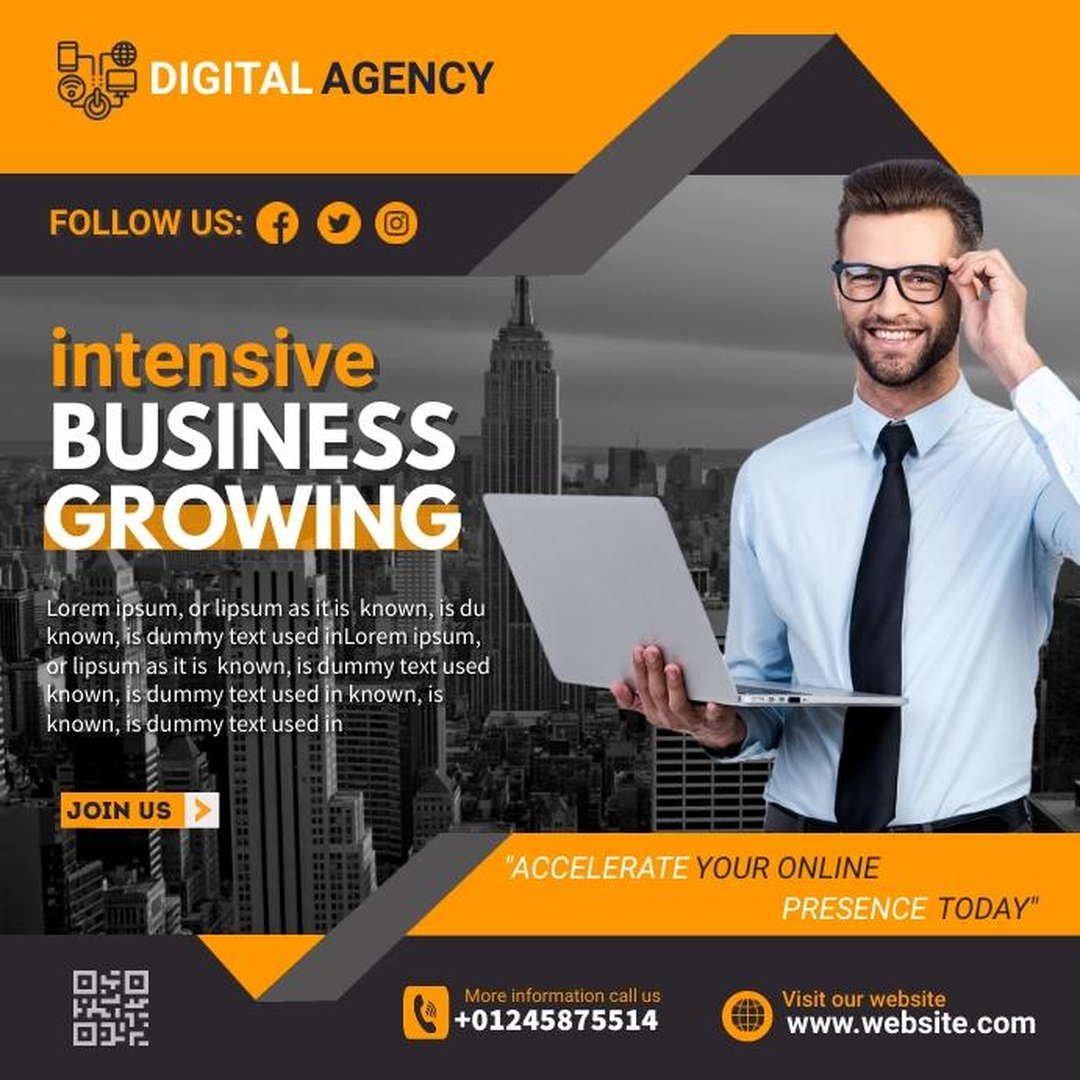 DIGITAL AGENCY
FOLLOW US:
intensive
BUSINESS
GROWING
Lorem ipsum, or lipsum as it is known, is du
known, is dummy text used inLorem ipsum,
or lipsum as it is known, is dummy text used
known, is dummy text used in known, is
known, is dummy text used in
JOIN US
"ACCELERATE YOUR ONLINE
PRESENCE TODAY"
More information call us
+01245875514
Visit our website
www.website.com